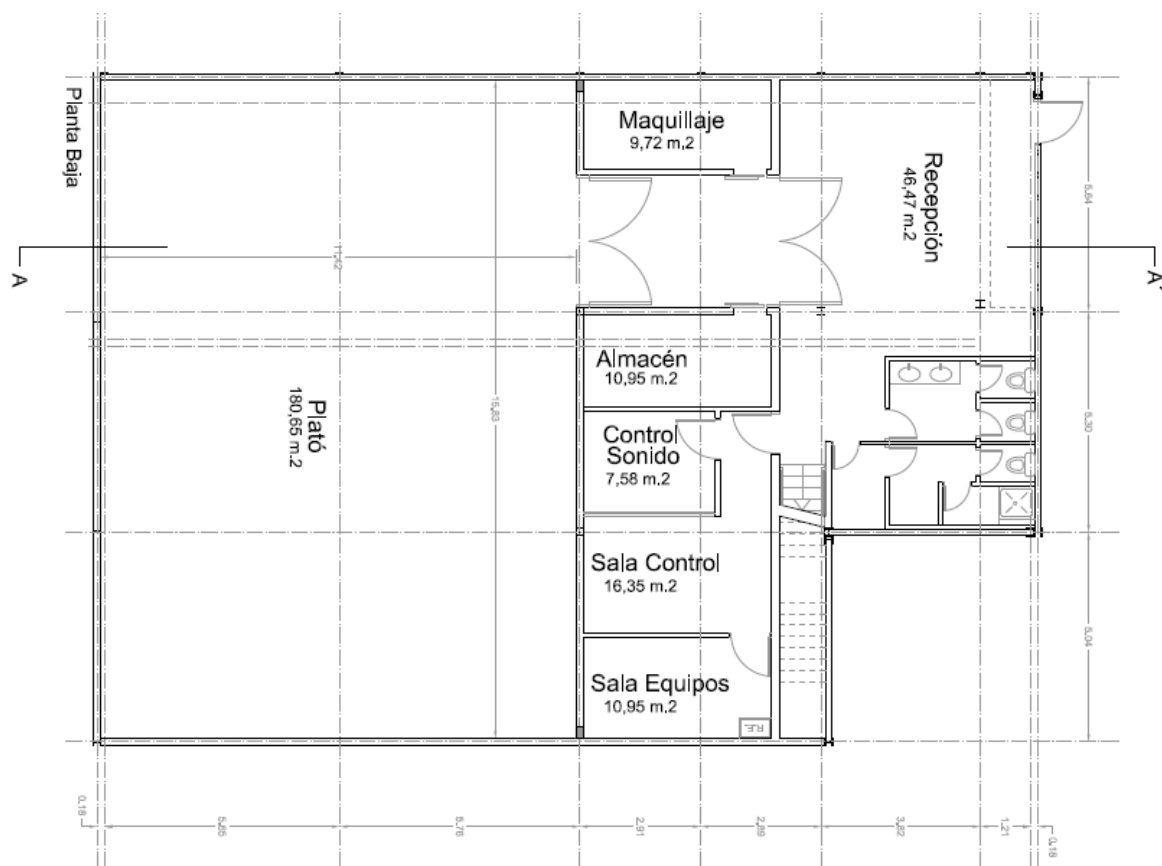 Planta Baja
Maquillaje
9,72 m.2
Recepción
46,47 m.2
5.64
A
A´
11.42
Almacén
10,95 m.2
Plató
180,65 m.2
15.83
Control
Sonido
7,58 m.2
5.30
Sala Control
16,35 m.2
5.04
Sala Equipos
10,95 m.2
0.18
5.65
5.76
2.91
2.89
3.82
1.21
0.18